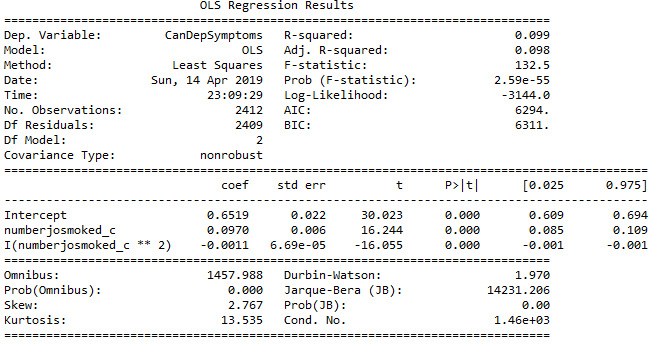 OLS Regression Results
==============================================================================
Dep. Variable: CanDepSymptoms R-squared: 0.099
Model: OLS Adj. R-squared: 0.098
Method: Least Squares F-statistic: 132.5
Date: Sun, 14 Apr 2019 Prob (F-statistic): 2.59e-55
Time: 23:09:29 Log-Likelihood: -3144.0
No. Observations: 2412 AIC: 6294.
Df Residuals: 2409 BIC: 6311.
Df Model: 2
Covariance Type: nonrobust
==========================================================================================
coef std err t P>|t| [0.025 0.975]
------------------------------------------------------------------------------------------
Intercept 0.6519 0.022 30.023 0.000 0.609 0.694
numberjosmoked_c 0.0970 0.006 16.244 0.000 0.085 0.109
I(numberjosmoked_c ** 2) -0.0011 6.69e-05 -16.055 0.000 -0.001 -0.001
==============================================================================
Omnibus: 1457.988 Durbin-Watson: 1.970
Prob(Omnibus): 0.000 Jarque-Bera (JB): 14231.206
Skew: 2.767 Prob(JB): 0.00
Kurtosis: 13.535 Cond. No. 1.46e+03
==============================================================================